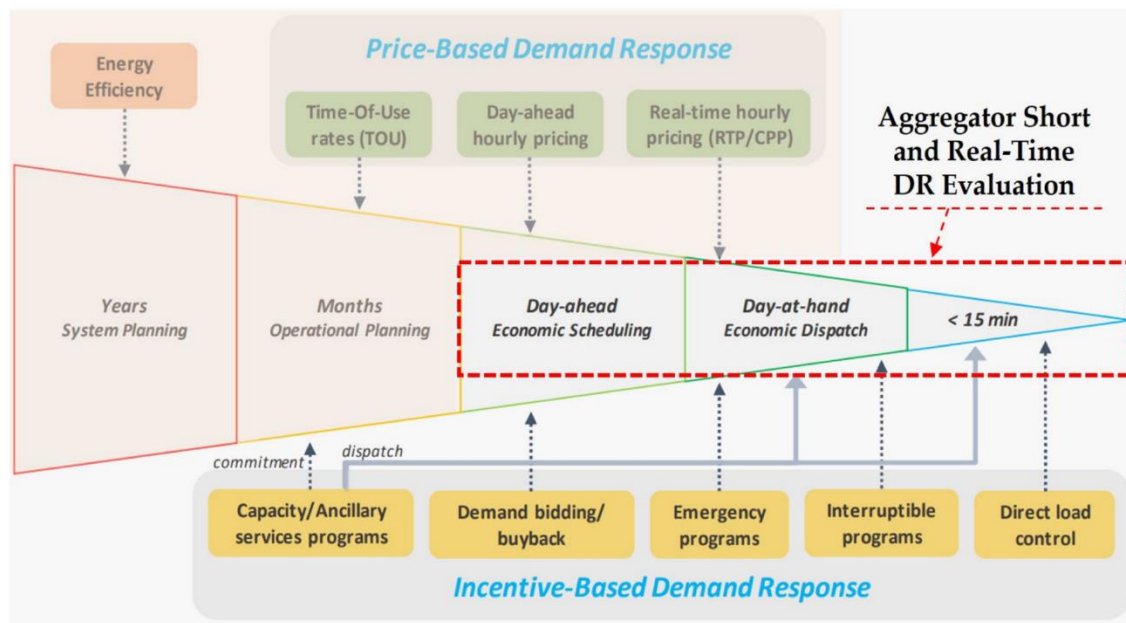 Price-Based Demand Response
Energy
Efficiency
Time-Of-Use
rates (TOU)
Day-ahead
hourly pricing
Real-time hourly
pricing (RTP/CPP)
Aggregator Short
and Real-Time
DR Evaluation
Years
System Planning
Months
Operational Planning
Day-ahead
Economic Scheduling
Day-at-hand
Economic Dispatch
< 15 min
commitment
dispatch
Capacity/Ancillary
services programs
Demand bidding/
buyback
Emergency
programs
Interruptible
programs
Direct load
control
Incentive-Based Demand Response